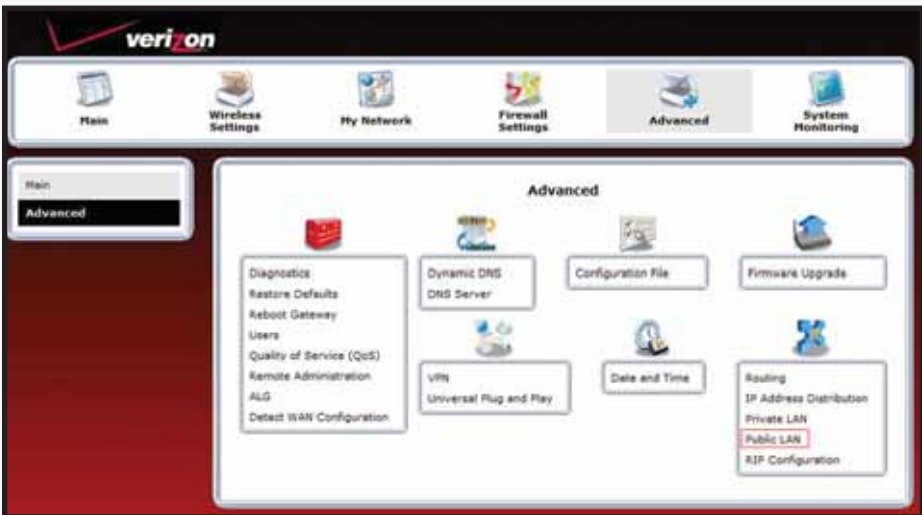 verizon
Main
Wireless Settings
My Network
Firewall Settings
Advanced
System Monitoring
Main
Advanced
Advanced
Diagnostics
Restore Defaults
Reboot Gateway
Users
Quality of Service (QoS)
Remote Administration
ALG
Detect WAN Configuration
Dynamic DNS
DNS Server
Configuration File
Firmware Upgrade
VPN
Universal Plug and Play
Date and Time
Routing
IP Address Distribution
Private LAN
Public LAN
RIP Configuration